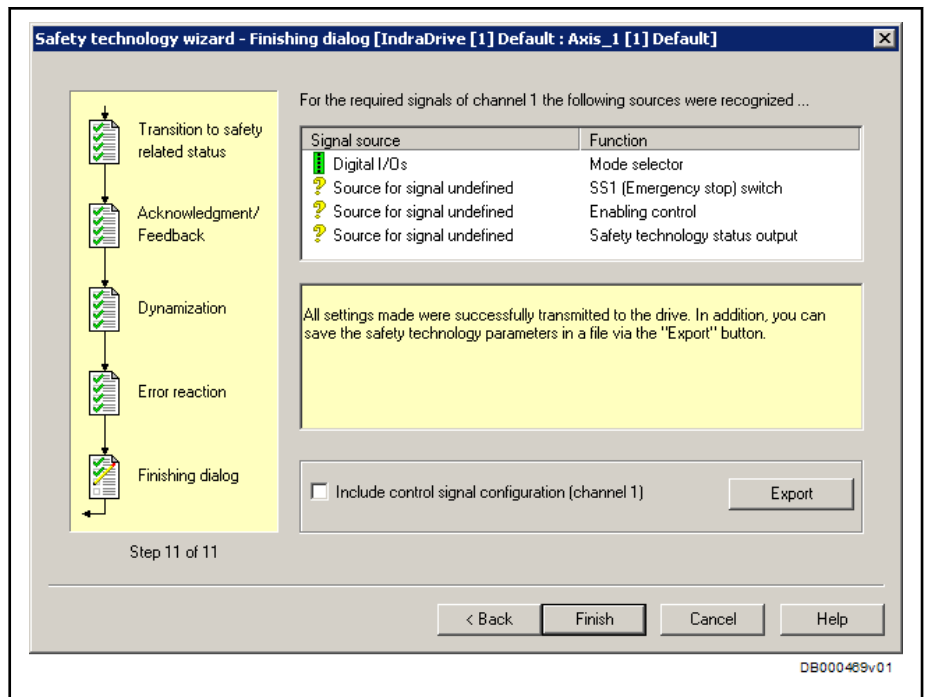 Safety technology wizard - Finishing dialog [IndraDrive [1] Default : Axis_1 [1] Default]
Transition to safety
related status
Acknowledgment/
Feedback
Dynamization
Error reaction
Finishing dialog
Step 11 of 11
For the required signals of channel 1 the following sources were recognized ...
Signal source Function
Digital I/Os Mode selector
Source for signal undefined SS1 (Emergency stop) switch
Source for signal undefined Enabling control
Source for signal undefined Safety technology status output
All settings made were successfully transmitted to the drive. In addition, you can
save the safety technology parameters in a file via the "Export" button.
Include control signal configuration (channel 1) Export
< Back Finish Cancel Help
DB000469v01